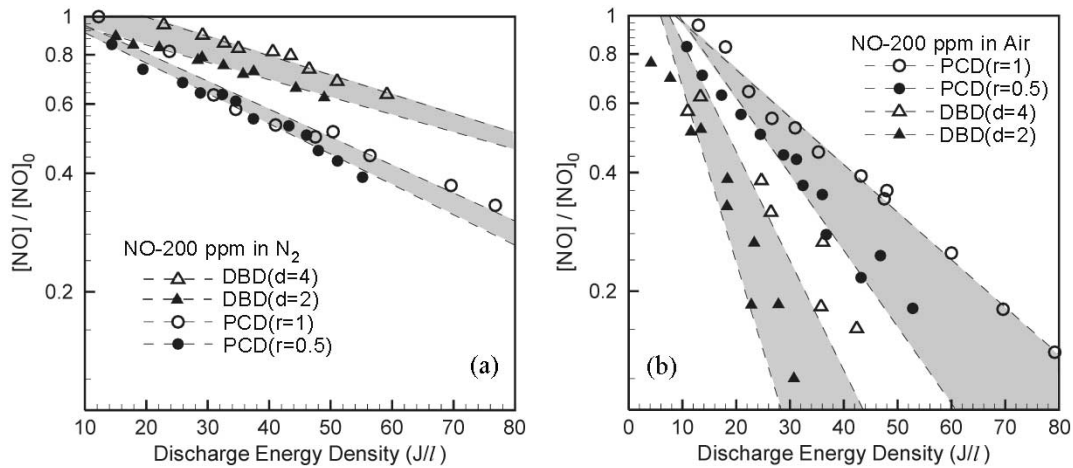 1
0.8
0.6
0.4
0.2
[NO] / [NO]0
NO-200 ppm in N2
DBD(d=4)
DBD(d=2)
PCD(r=1)
PCD(r=0.5)
(a)
10 20 30 40 50 60 70 80
Discharge Energy Density (J/l)
1
0.8
0.6
0.4
0.2
[NO] / [NO]0
NO-200 ppm in Air
PCD(r=1)
PCD(r=0.5)
DBD(d=4)
DBD(d=2)
(b)
0 10 20 30 40 50 60 70 80
Discharge Energy Density (J/l)